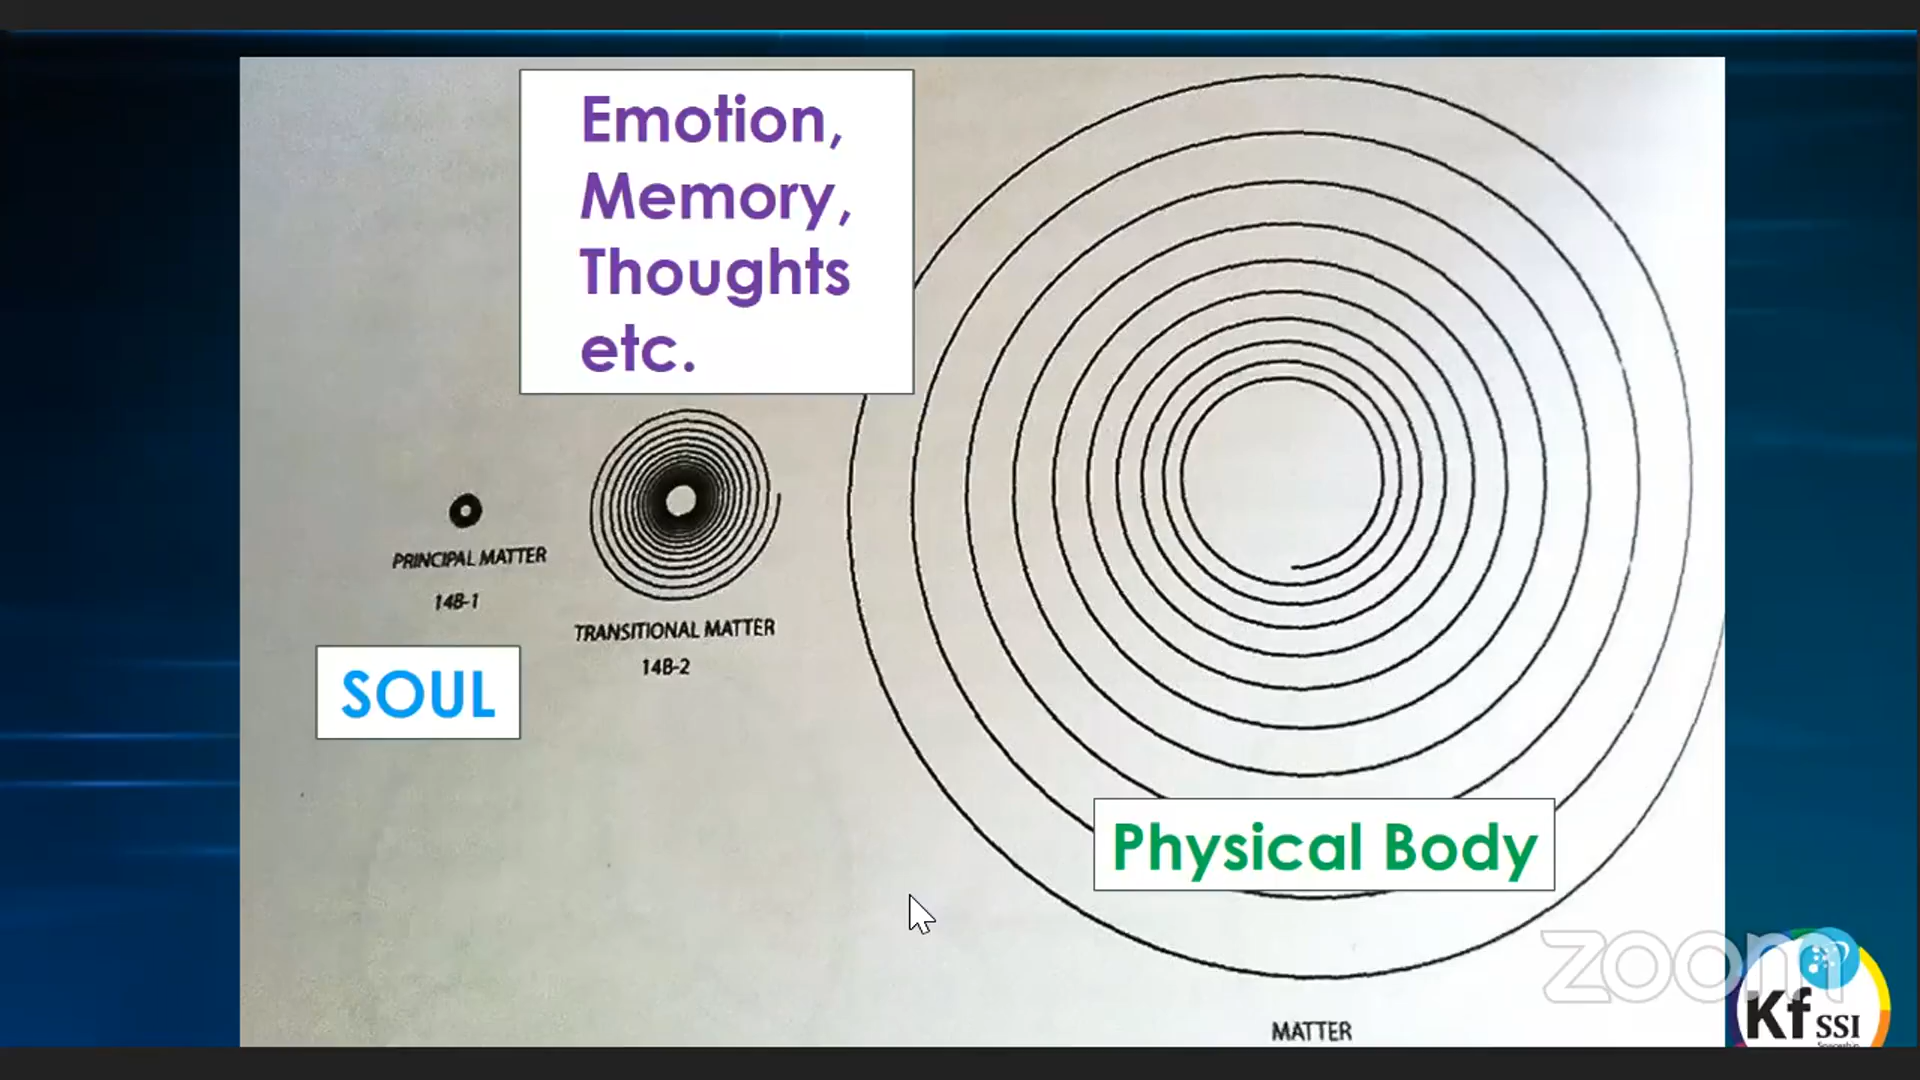 Emotion,
Memory,
Thoughts
etc.
PRINCIPAL MATTER
14B-1
TRANSITIONAL MATTER
14B-2
SOUL
Physical Body
MATTER
zoom
Kf SSI